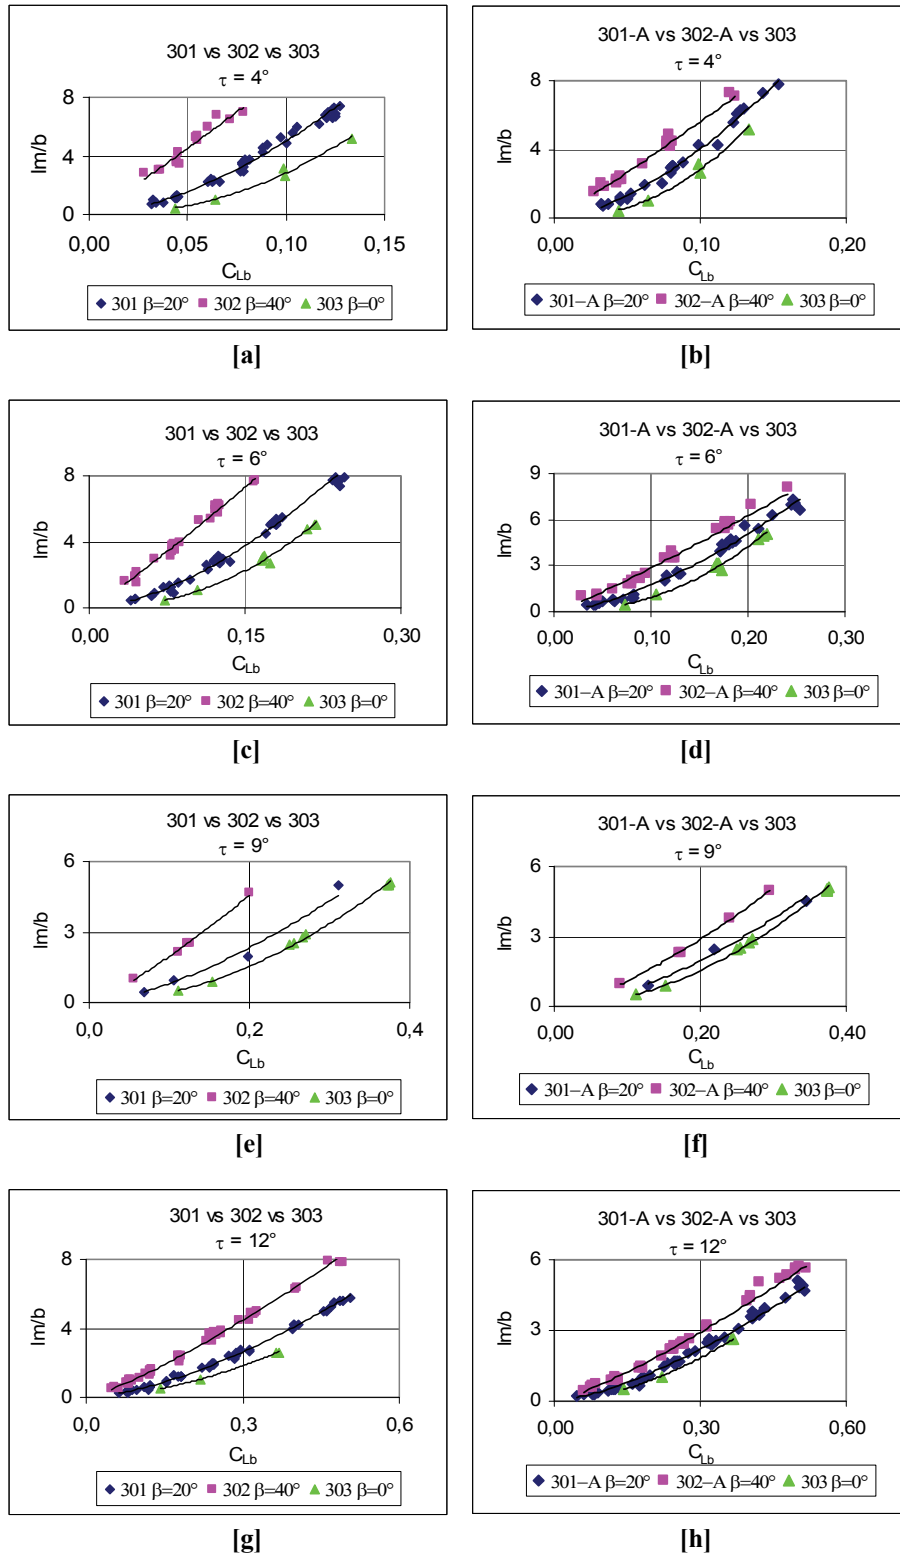 301 vs 302 vs 303
τ = 4°
lm/b
8
4
0
0,00 0,05 0,10 0,15
C_Lb
301 β=20° 302 β=40° 303 β=0°
[a]
301-A vs 302-A vs 303
τ = 4°
lm/b
8
4
0
0,00 0,10 0,20
C_Lb
301–A β=20° 302–A β=40° 303 β=0°
[b]
301 vs 302 vs 303
τ = 6°
lm/b
8
4
0
0,00 0,15 0,30
C_Lb
301 β=20° 302 β=40° 303 β=0°
[c]
301-A vs 302-A vs 303
τ = 6°
lm/b
9
6
3
0
0,00 0,10 0,20 0,30
C_Lb
301–A β=20° 302–A β=40° 303 β=0°
[d]
301 vs 302 vs 303
τ = 9°
lm/b
6
3
0
0,0 0,2 0,4
C_Lb
301 β=20° 302 β=40° 303 β=0°
[e]
301-A vs 302-A vs 303
τ = 9°
lm/b
6
3
0
0,00 0,20 0,40
C_Lb
301–A β=20° 302–A β=40° 303 β=0°
[f]
301 vs 302 vs 303
τ = 12°
lm/b
8
4
0
0,0 0,3 0,6
C_Lb
301 β=20° 302 β=40° 303 β=0°
[g]
301-A vs 302-A vs 303
τ = 12°
lm/b
6
3
0
0,00 0,30 0,60
C_Lb
301–A β=20° 302–A β=40° 303 β=0°
[h]